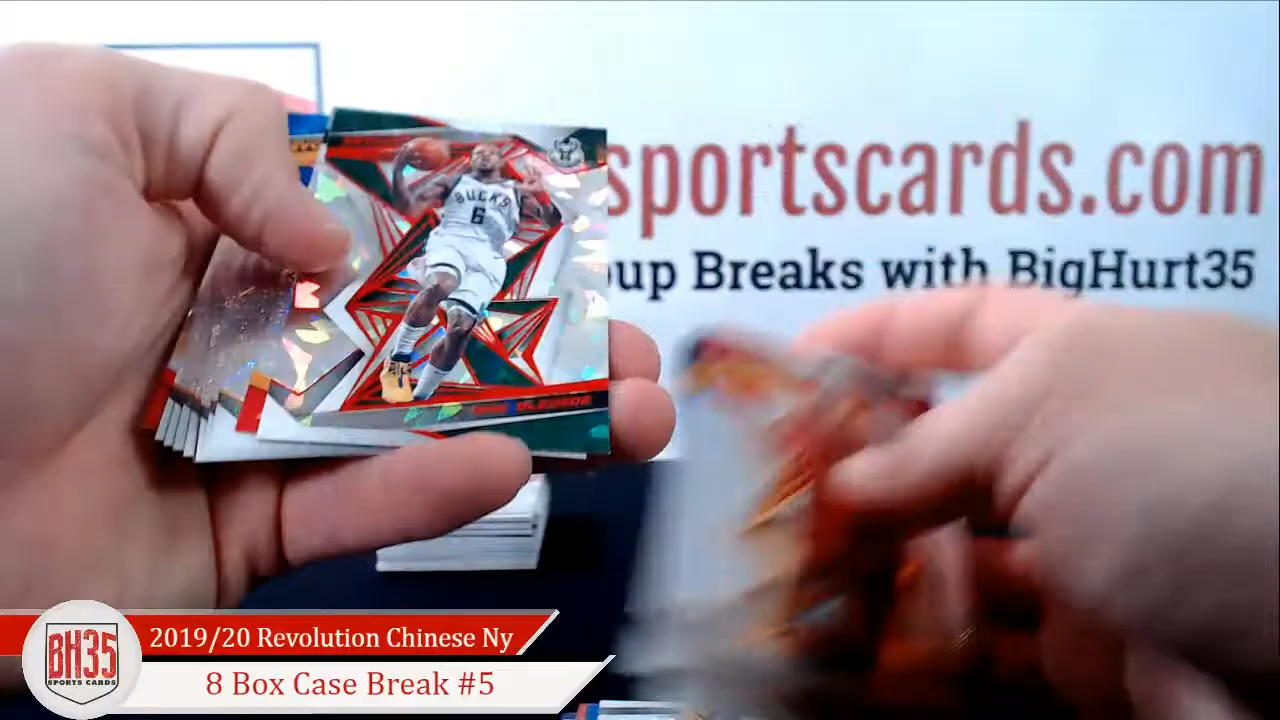 sportscards.com
oup Breaks with BigHurt35
BUCKS
6
2019/20 Revolution Chinese Ny
8 Box Case Break #5
BH35
SPORTS CARDS